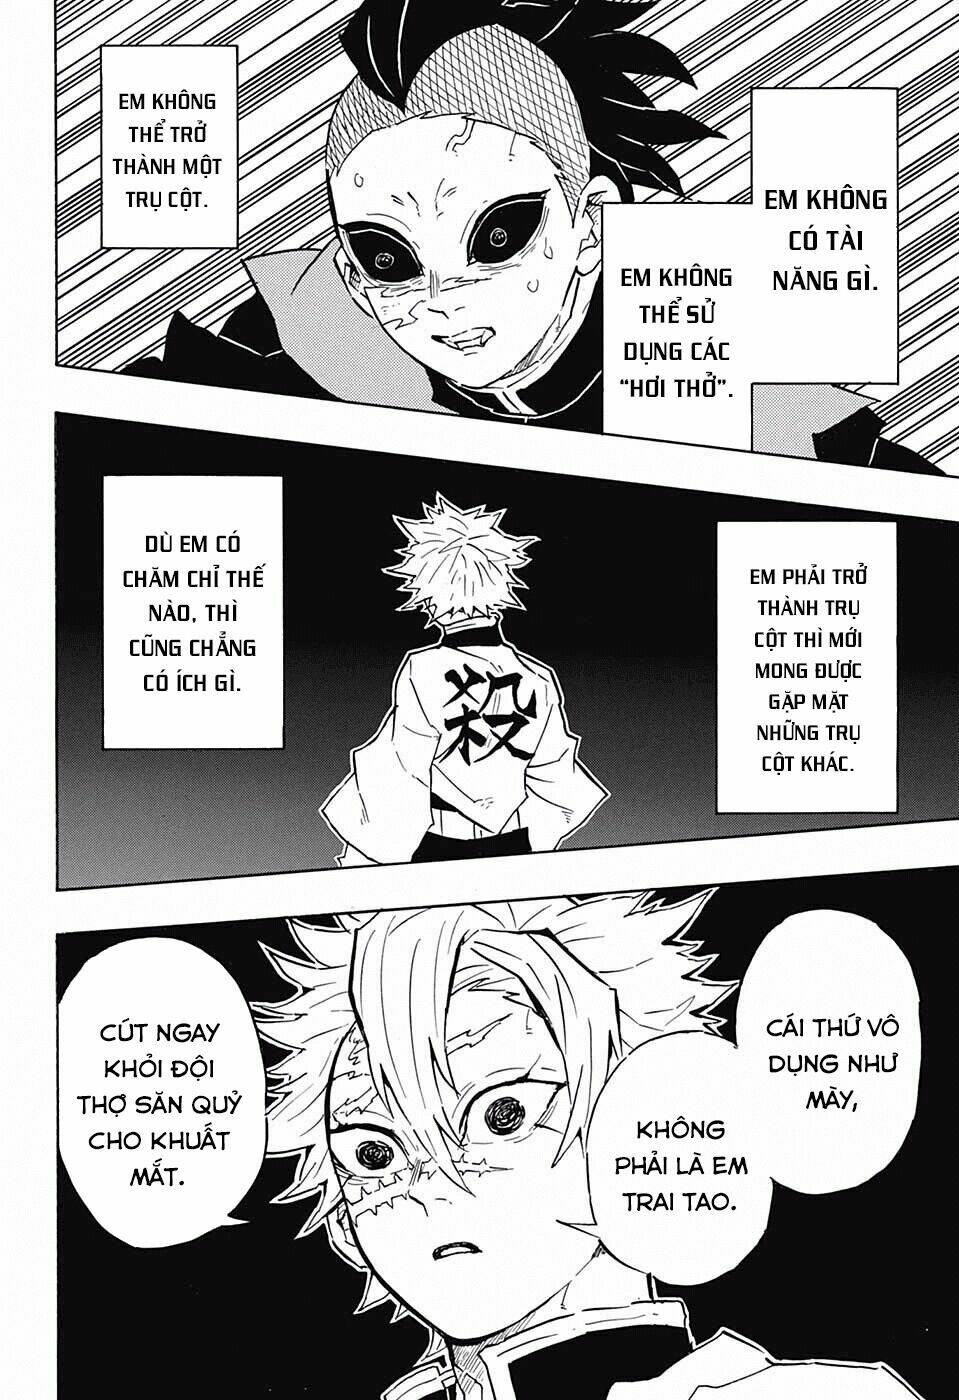 EM KHÔNG
CÓ TÀI
NĂNG GÌ.
EM KHÔNG
THỂ SỬ
DỤNG CÁC
“HƠI THỞ”.
EM KHÔNG
THỂ TRỞ
THÀNH MỘT
TRỤ CỘT.
EM PHẢI TRỞ
THÀNH TRỤ
CỘT THÌ MỚI
MONG ĐƯỢC
GẶP MẶT
NHỮNG TRỤ
CỘT KHÁC.
殺
DÙ EM CÓ
CHĂM CHỈ THẾ
NÀO, THÌ
CŨNG CHẲNG
CÓ ÍCH GÌ.
CÁI THỨ VÔ
DỤNG NHƯ
MÀY,
KHÔNG
PHẢI LÀ EM
TRAI TAO.
CÚT NGAY
KHỎI ĐỘI
THỢ SĂN QUỶ
CHO KHUẤT
MẮT.